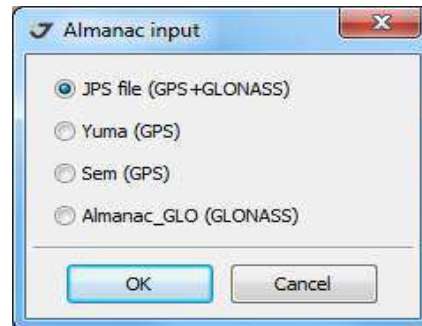 Almanac input
JPS file (GPS+GLONASS)
Yuma (GPS)
Sem (GPS)
Almanac_GLO (GLONASS)
OK
Cancel